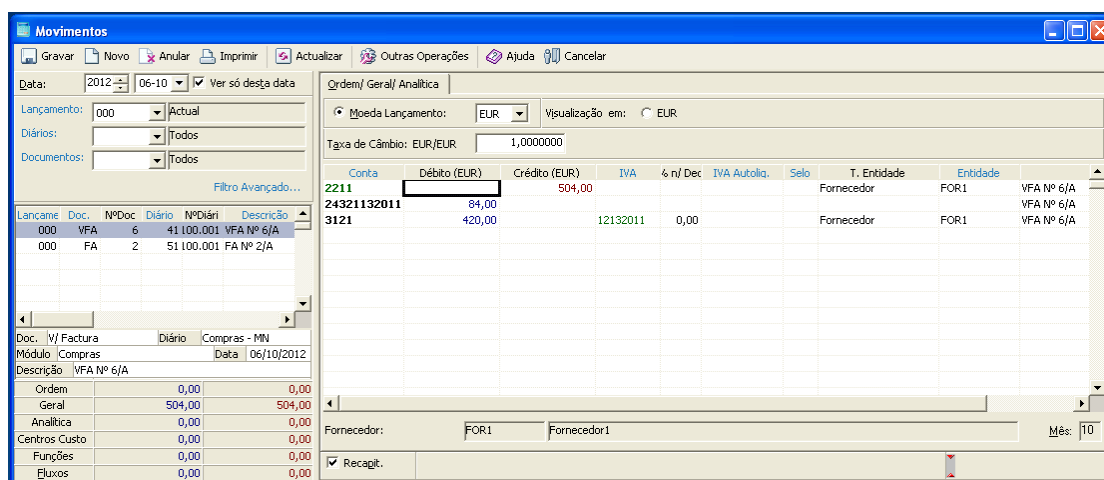 Movimentos
Gravar Novo Anular Imprimir Actualizar Outras Operações Ajuda Cancelar
Data: 2012 06-10 Ver só desta data
Lançamento: 000 Actual
Diários: Todos
Documentos: Todos
Filtro Avançado...
Lançame Doc. NºDoc Diário NºDiári Descrição
000 VFA 6 41 100.001 VFA Nº 6/A
000 FA 2 51 100.001 FA Nº 2/A
Doc. V/ Factura Diário Compras - MN
Módulo Compras Data 06/10/2012
Descrição VFA Nº 6/A
Ordem 0,00 0,00
Geral 504,00 504,00
Analítica 0,00 0,00
Centros Custo 0,00 0,00
Funções 0,00 0,00
Fluxos 0,00 0,00
Ordem/ Geral/ Analítica
Moeda Lançamento: EUR Visualização em: EUR
Taxa de Câmbio: EUR/EUR 1,0000000
Conta Débito (EUR) Crédito (EUR) IVA % n/ Dec IVA Autoliq. Selo T. Entidade Entidade
2211 504,00 Fornecedor FOR1 VFA Nº 6/A
24321132011 84,00 VFA Nº 6/A
3121 420,00 12132011 0,00 Fornecedor FOR1 VFA Nº 6/A
Fornecedor: FOR1 Fornecedor1 Mês: 10
Recapit.